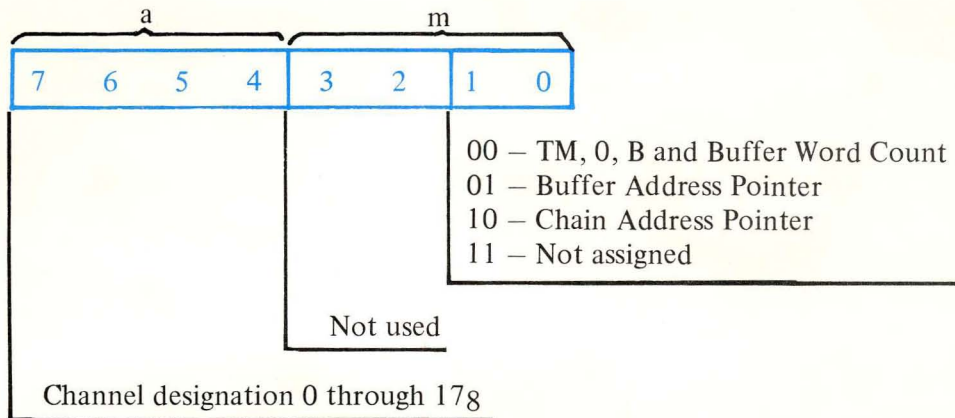 a m
7 6 5 4 3 2 1 0
00 – TM, 0, B and Buffer Word Count
01 – Buffer Address Pointer
10 – Chain Address Pointer
11 – Not assigned
Not used
Channel designation 0 through 17₈